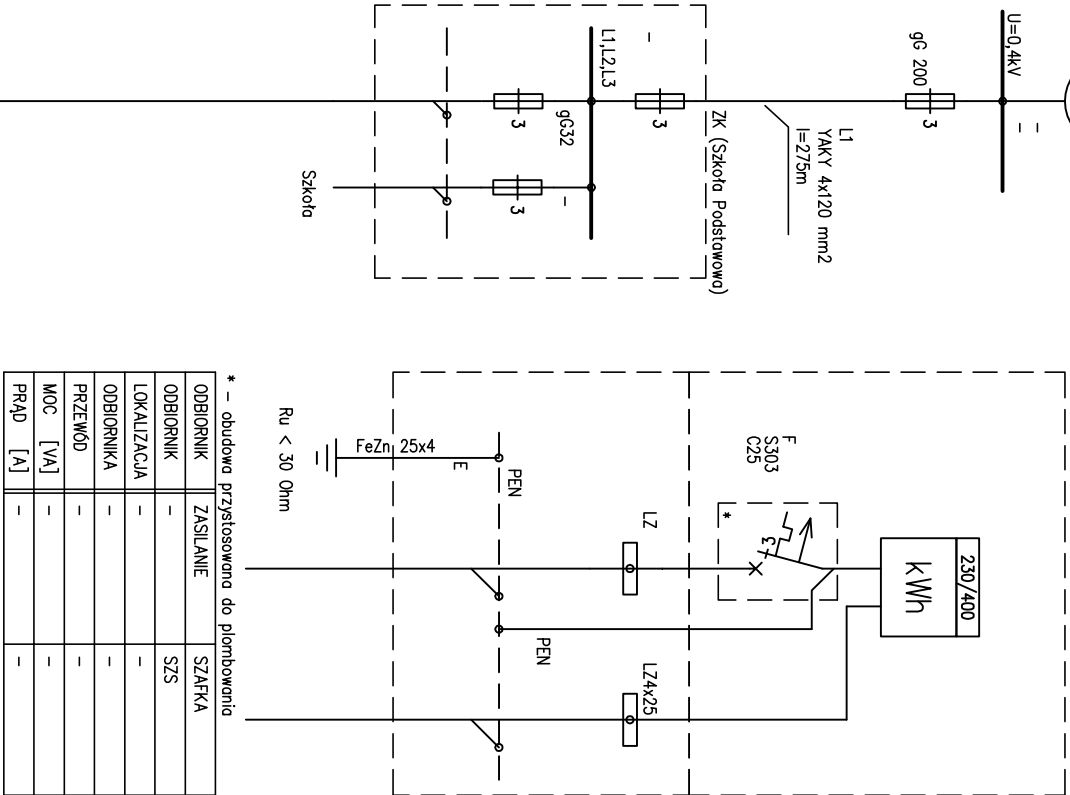 U=0,4kV
gG 200
3
L1
YAKY 4x120 mm2
l=275m
ZK (Szkoła Podstawowa)
3
L1,L2,L3
gG32
3
3
Szkoła
230/400
kWh
F
S303
C25
3
*
LZ
LZ4x25
PEN
PEN
E
FeZn 25x4
Ru < 30 Ohm
* - obudowa przystosowana do plombowania
ODBIORNIK ZASILANIE SZAFKA
ODBIORNIK - SZS
LOKALIZACJA - -
ODBIORNIKA - -
PRZEWÓD - -
MOC [VA] - -
PRĄD [A] - -